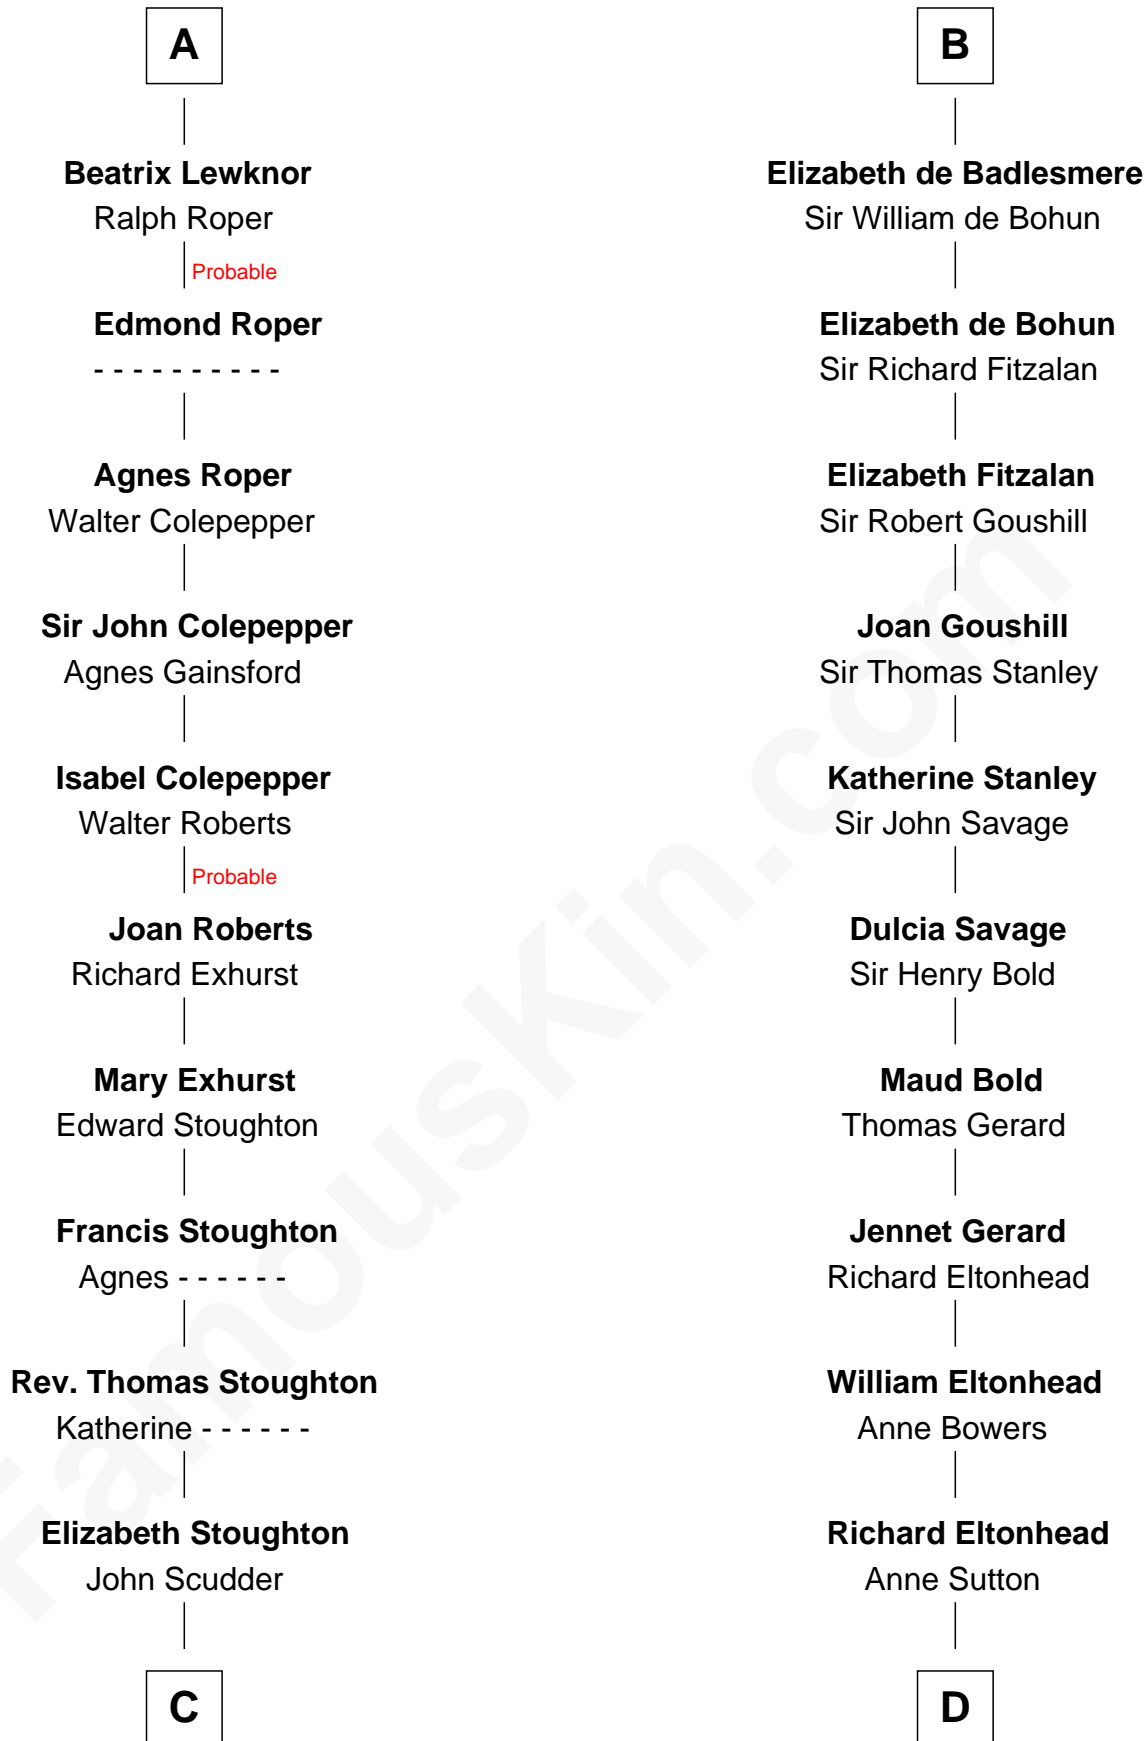 A
Beatrix Lewknor
Ralph Roper
Probable
Edmond Roper
- - - - - - - - - -
Agnes Roper
Walter Colepepper
Sir John Colepepper
Agnes Gainsford
Isabel Colepepper
Walter Roberts
Probable
Joan Roberts
Richard Exhurst
Mary Exhurst
Edward Stoughton
Francis Stoughton
Agnes - - - - - -
Rev. Thomas Stoughton
Katherine - - - - - -
Elizabeth Stoughton
John Scudder
C
B
Elizabeth de Badlesmere
Sir William de Bohun
Elizabeth de Bohun
Sir Richard Fitzalan
Elizabeth Fitzalan
Sir Robert Goushill
Joan Goushill
Sir Thomas Stanley
Katherine Stanley
Sir John Savage
Dulcia Savage
Sir Henry Bold
Maud Bold
Thomas Gerard
Jennet Gerard
Richard Eltonhead
William Eltonhead
Anne Bowers
Richard Eltonhead
Anne Sutton
D
FamousKin.com